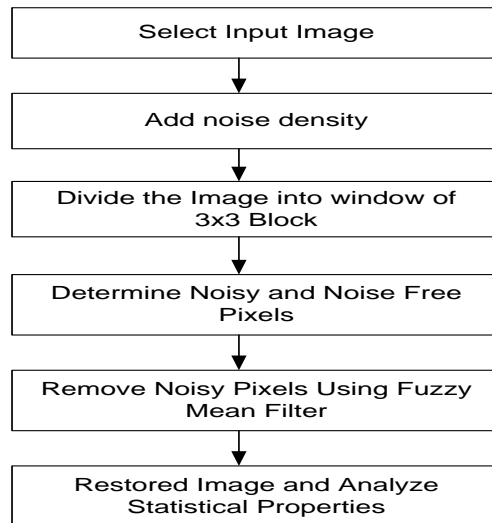 Select Input Image
Add noise density
Divide the Image into window of
3x3 Block
Determine Noisy and Noise Free
Pixels
Remove Noisy Pixels Using Fuzzy
Mean Filter
Restored Image and Analyze
Statistical Properties